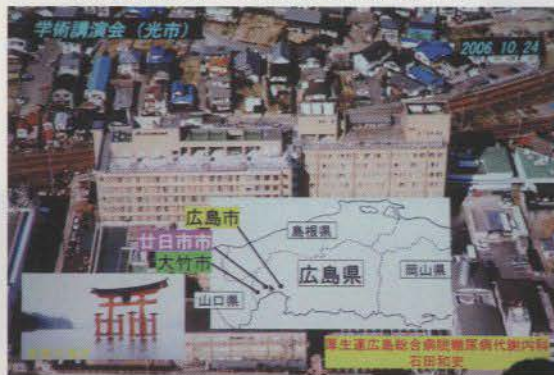 学術講演会（光市）
2006.10.24
広島市
島根県
廿日市市
広島県
岡山県
大竹市
山口県
厚生連広島総合病院糖尿病代謝内科
石田和史